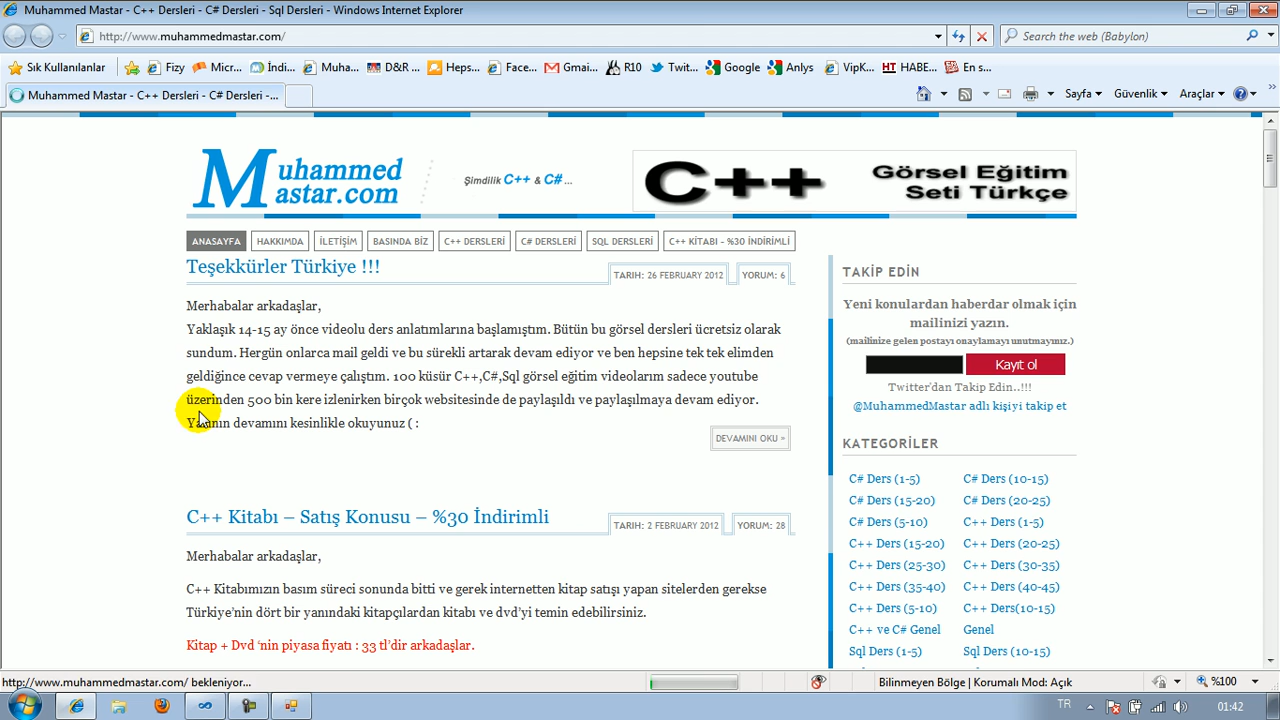 Muhammed Mastar - C++ Dersleri - C# Dersleri - Sql Dersleri - Windows Internet Explorer
http://www.muhammedmastar.com/
Search the web (Babylon)
Sık Kullanılanlar
Fizy
Micr...
İndi...
Muha...
D&R ...
Heps...
Face...
Gmai...
R10
Twit...
Google
Anlys
VipK...
HT HABE...
En s...
Muhammed Mastar - C++ Dersleri - C# Dersleri -...
Sayfa
Güvenlik
Araçlar
Muhammed
Mastar.com
Şimdilik C++ & C# ...
C++
Görsel Eğitim
Seti Türkçe
ANASAYFA
HAKKIMDA
İLETİŞİM
BASINDA BİZ
C++ DERSLERİ
C# DERSLERİ
SQL DERSLERİ
C++ KİTABI - %30 İNDİRİMLİ
Teşekkürler Türkiye !!!
TARIH: 26 FEBRUARY 2012
YORUM: 6
Merhabalar arkadaşlar,
Yaklaşık 14-15 ay önce videolu ders anlatımlarına başlamıştım. Bütün bu görsel dersleri ücretsiz olarak
sundum. Hergün onlarca mail geldi ve bu sürekli artarak devam ediyor ve ben hepsine tek tek elimden
geldiğince cevap vermeye çalıştım. 100 küsür C++,C#,Sql görsel eğitim videolarım sadece youtube
üzerinden 500 bin kere izlenirken birçok websitesinde de paylaşıldı ve paylaşılmaya devam ediyor.
Yazının devamını kesinlikle okuyunuz ( :
DEVAMINI OKU »
C++ Kitabı – Satış Konusu – %30 İndirimli
TARIH: 2 FEBRUARY 2012
YORUM: 28
Merhabalar arkadaşlar,
C++ Kitabımızın basım süreci sonunda bitti ve gerek internetten kitap satışı yapan sitelerden gerekse
Türkiye'nin dört bir yanındaki kitapçılardan kitabı ve dvd'yi temin edebilirsiniz.
Kitap + Dvd 'nin piyasa fiyatı : 33 tl'dir arkadaşlar.
TAKİP EDİN
Yeni konulardan haberdar olmak için
mailinizi yazın.
(mailinize gelen postayı onaylamayı unutmayınız.)
Kayıt ol
Twitter'dan Takip Edin..!!!
@MuhammedMastar adlı kişiyi takip et
KATEGORİLER
C# Ders (1-5)
C# Ders (10-15)
C# Ders (15-20)
C# Ders (20-25)
C# Ders (5-10)
C++ Ders (1-5)
C++ Ders (15-20)
C++ Ders (20-25)
C++ Ders (25-30)
C++ Ders (30-35)
C++ Ders (35-40)
C++ Ders (40-45)
C++ Ders (5-10)
C++ Ders(10-15)
C++ ve C# Genel
Genel
Sql Ders (1-5)
Sql Ders (10-15)
http://www.muhammedmastar.com/ bekleniyor...
Bilinmeyen Bölge | Korumalı Mod: Açık
%100
TR
01:42